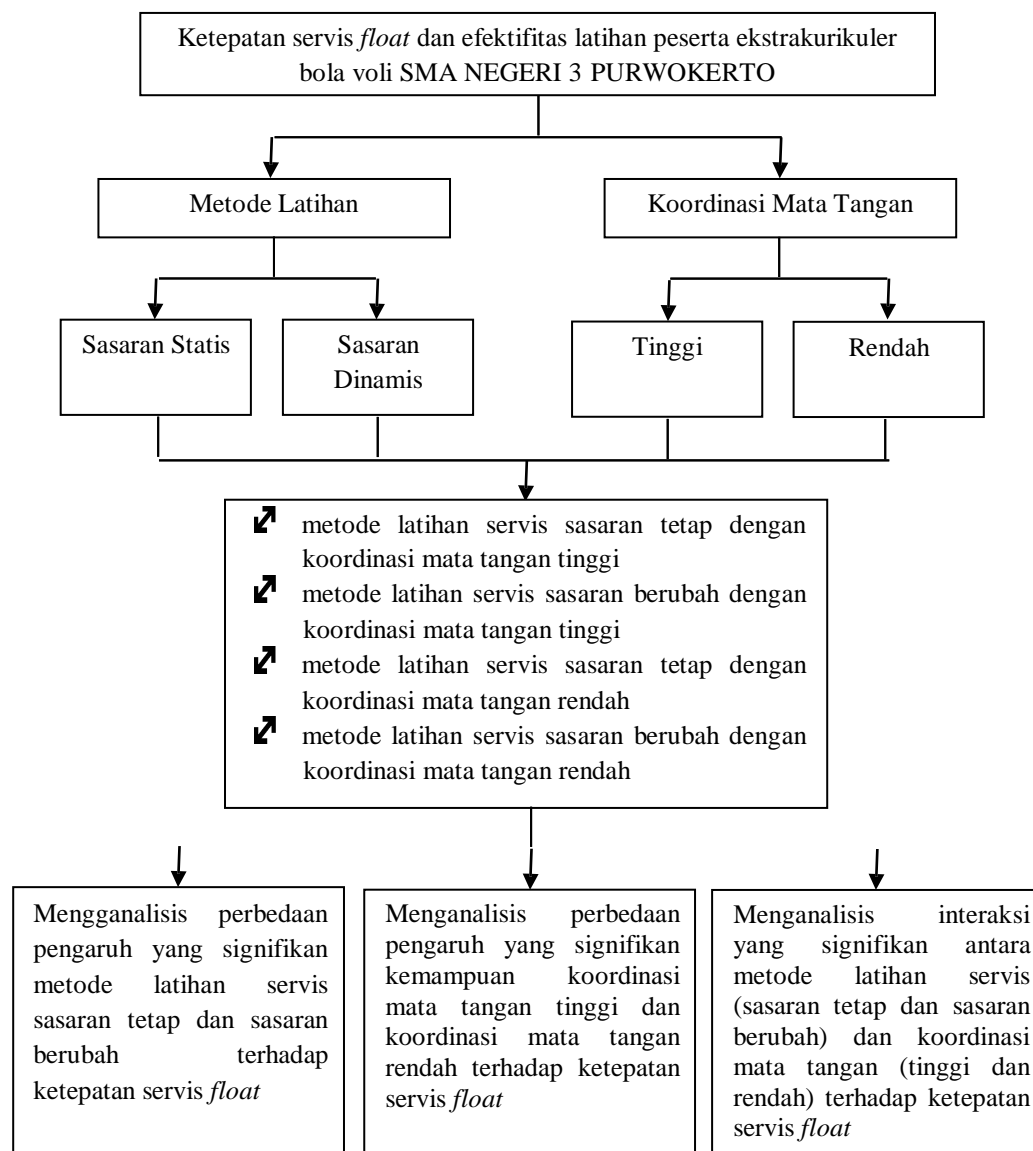 Ketepatan servis float dan efektifitas latihan peserta ekstrakurikuler
bola voli SMA NEGERI 3 PURWOKERTO
Metode Latihan
Koordinasi Mata Tangan
Sasaran Statis
Sasaran
Dinamis
Tinggi
Rendah
metode latihan servis sasaran tetap dengan
koordinasi mata tangan tinggi
metode latihan servis sasaran berubah dengan
koordinasi mata tangan tinggi
metode latihan servis sasaran tetap dengan
koordinasi mata tangan rendah
metode latihan servis sasaran berubah dengan
koordinasi mata tangan rendah
Mengganalisis perbedaan
pengaruh yang signifikan
metode latihan servis
sasaran tetap dan sasaran
berubah terhadap
ketepatan servis float
Menganalisis perbedaan
pengaruh yang signifikan
kemampuan koordinasi
mata tangan tinggi dan
koordinasi mata tangan
rendah terhadap ketepatan
servis float
Menganalisis interaksi
yang signifikan antara
metode latihan servis
(sasaran tetap dan sasaran
berubah) dan koordinasi
mata tangan (tinggi dan
rendah) terhadap ketepatan
servis float